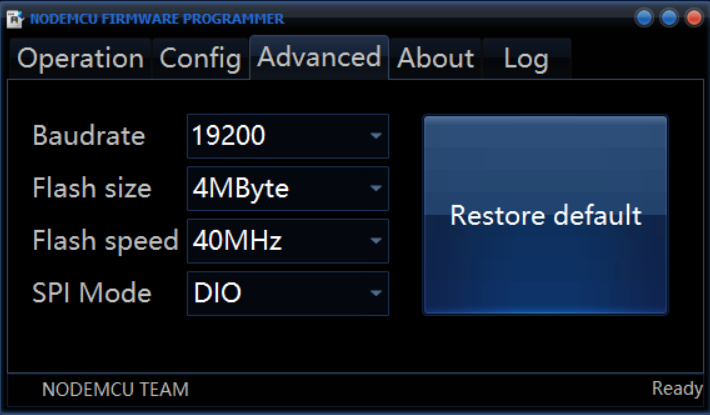 NODEMCU FIRMWARE PROGRAMMER
Operation Config Advanced About Log
Baudrate 19200
Flash size 4MByte
Flash speed 40MHz
SPI Mode DIO
Restore default
NODEMCU TEAM Ready